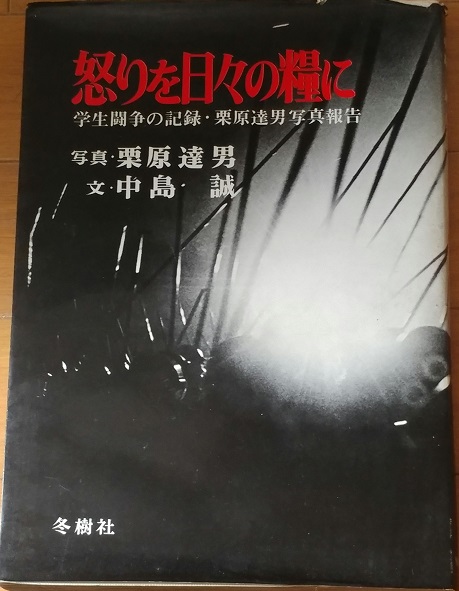 怒りを日々の糧に
学生闘争の記録・栗原達男写真報告
写真・栗原達男
文・中島 誠
冬樹社